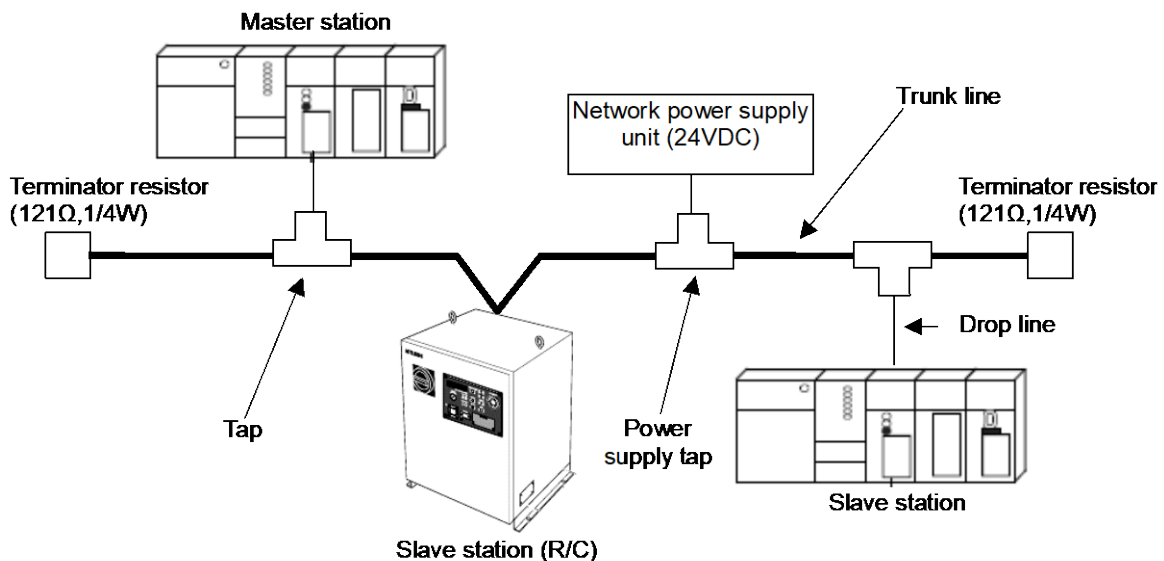 Master station
Network power supply
unit (24VDC)
Trunk line
Terminator resistor
(121Ω,1/4W)
Terminator resistor
(121Ω,1/4W)
Drop line
Tap
Power
supply tap
Slave station
Slave station (R/C)